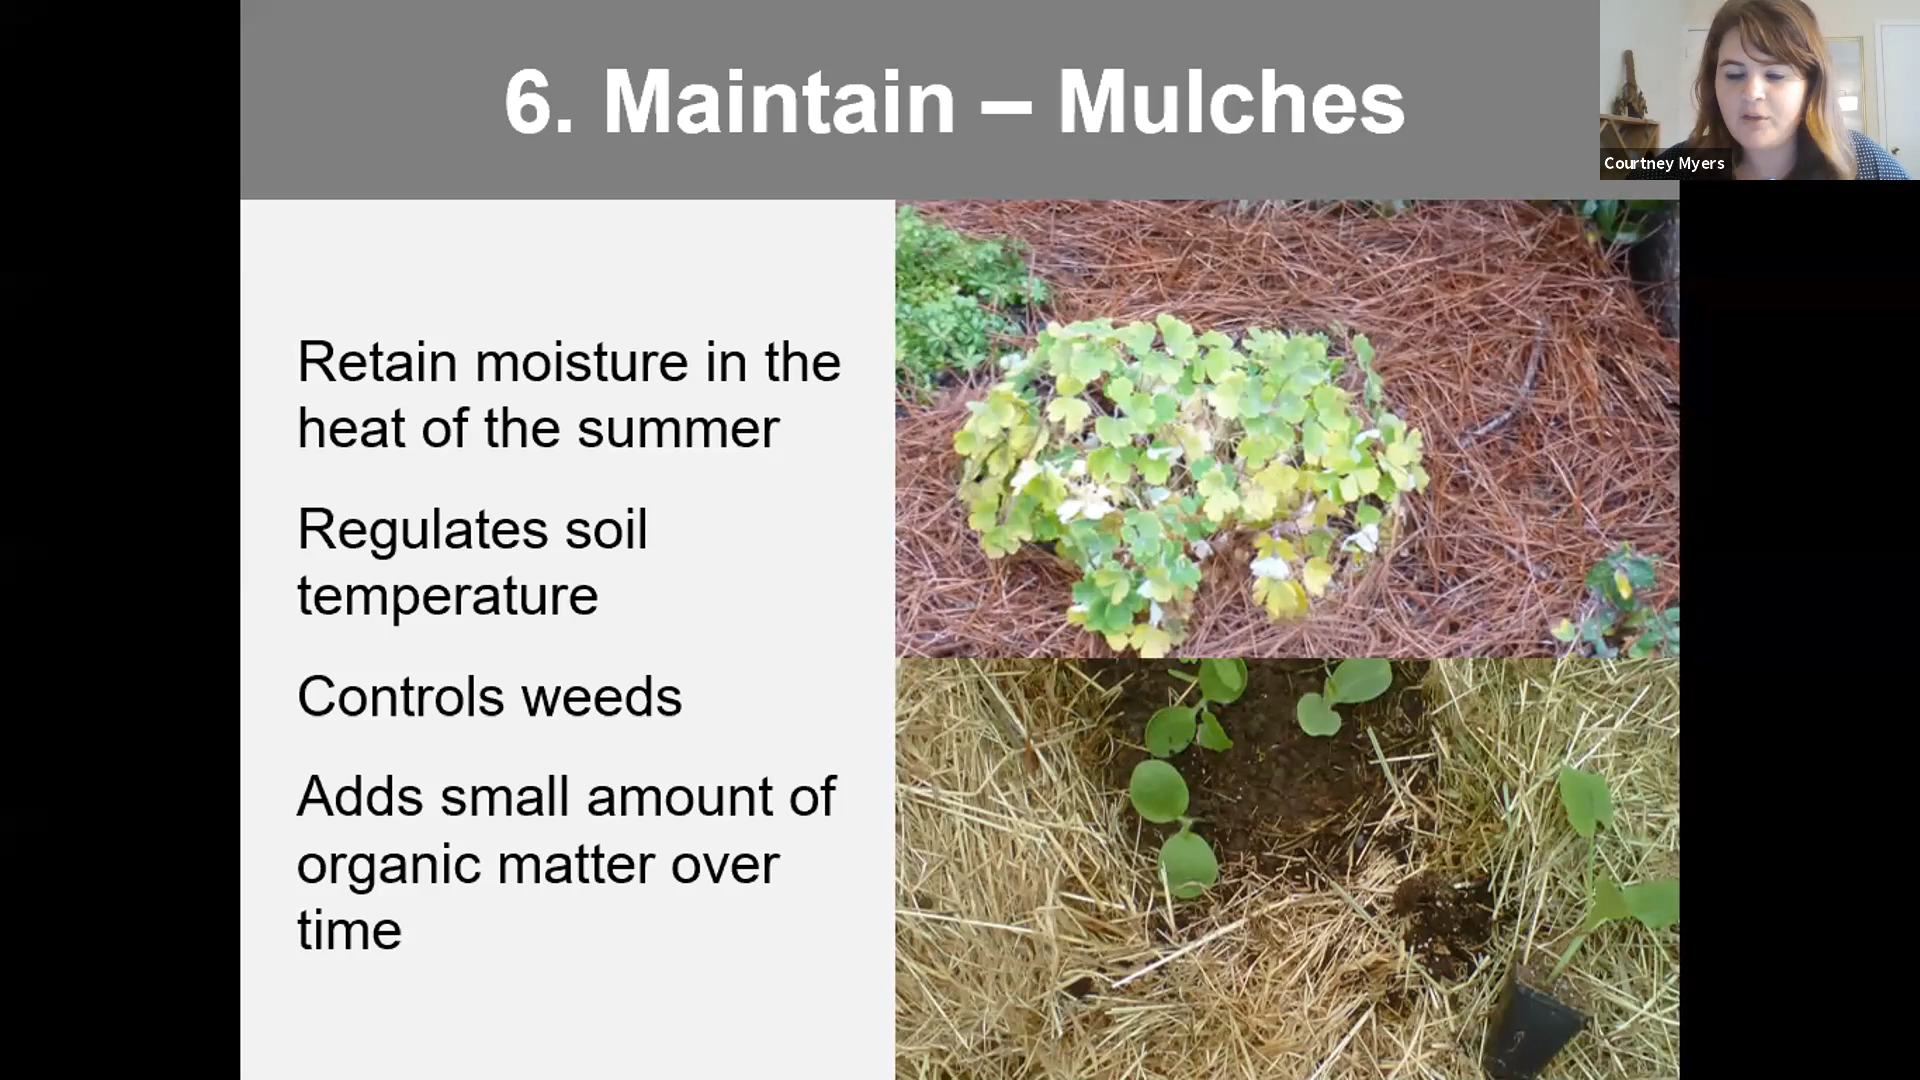 6. Maintain – Mulches
Courtney Myers
Retain moisture in the
heat of the summer
Regulates soil
temperature
Controls weeds
Adds small amount of
organic matter over
time